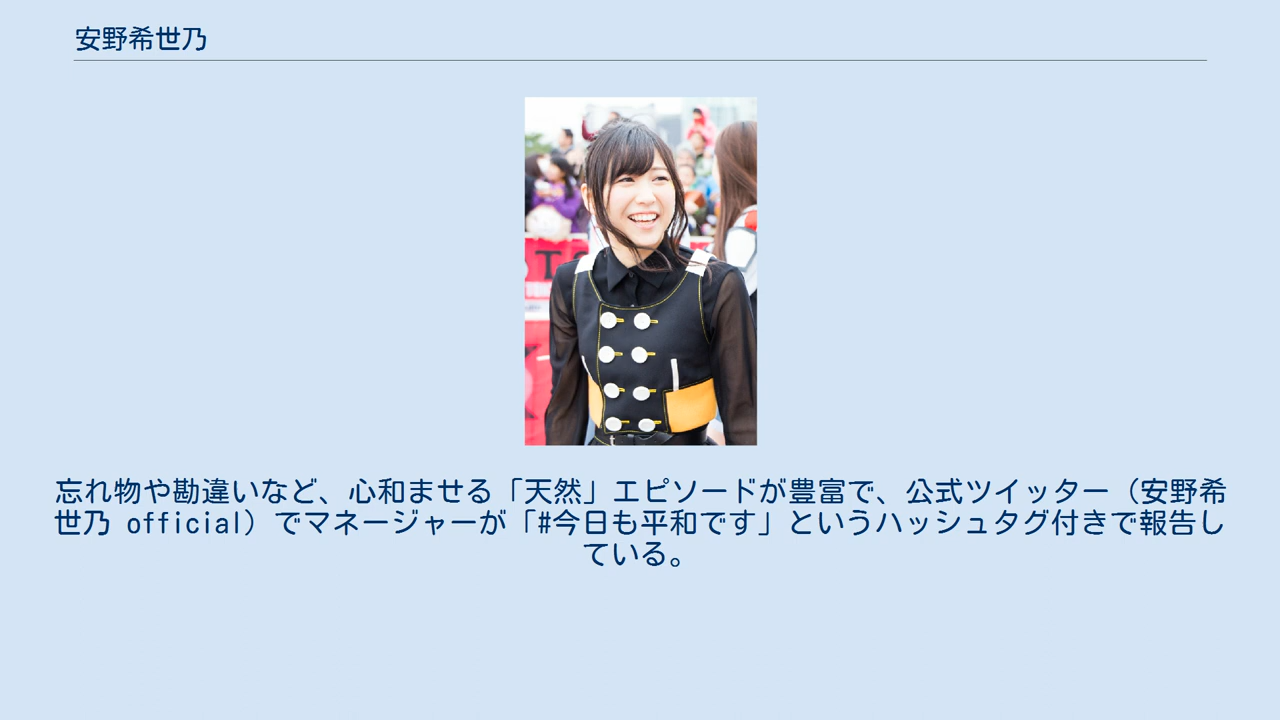 安野希世乃
忘れ物や勘違いなど、心和ませる「天然」エピソードが豊富で、公式ツイッター（安野希
世乃 official）でマネージャーが「#今日も平和です」というハッシュタグ付きで報告し
ている。